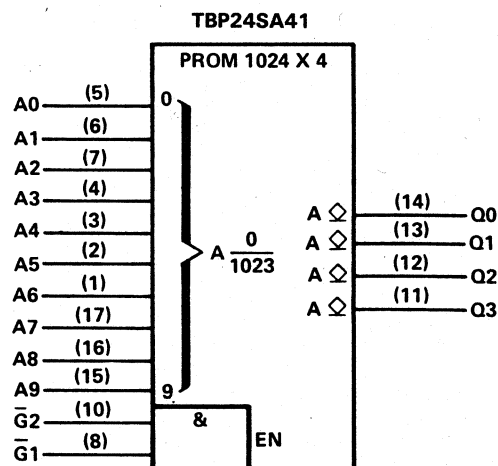 TBP24SA41
PROM 1024 X 4
A0 (5) 0
A1 (6)
A2 (7)
A3 (4)
A4 (3)
A5 (2)
A6 (1)
A7 (17)
A8 (16)
A9 (15) 9
G̅2 (10)
G̅1 (8)
&
EN
A 0
1023
A (14) Q0
A (13) Q1
A (12) Q2
A (11) Q3